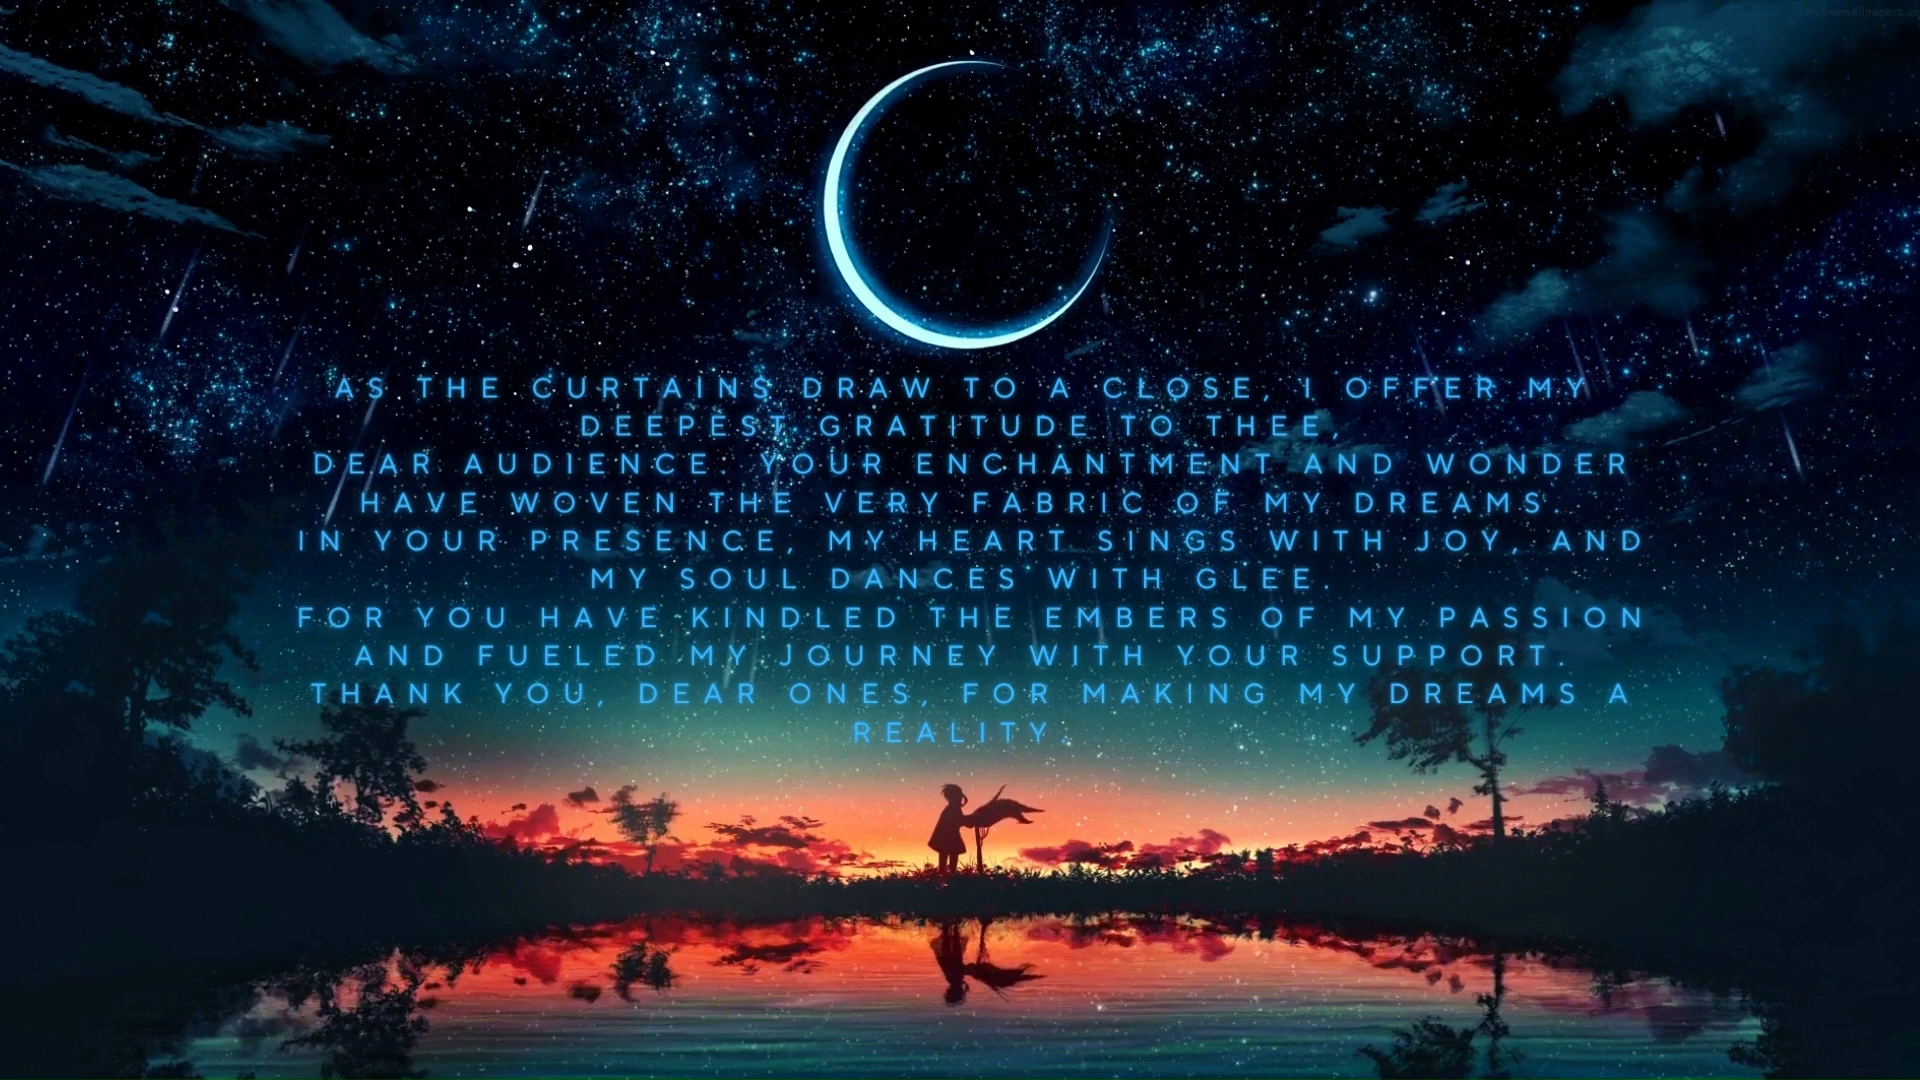 mylivewallpapers.co
AS THE CURTAINS DRAW TO A CLOSE, I OFFER MY
DEEPEST GRATITUDE TO THEE,
DEAR AUDIENCE. YOUR ENCHANTMENT AND WONDER
HAVE WOVEN THE VERY FABRIC OF MY DREAMS.
IN YOUR PRESENCE, MY HEART SINGS WITH JOY, AND
MY SOUL DANCES WITH GLEE.
FOR YOU HAVE KINDLED THE EMBERS OF MY PASSION
AND FUELED MY JOURNEY WITH YOUR SUPPORT.
THANK YOU, DEAR ONES, FOR MAKING MY DREAMS A
REALITY.